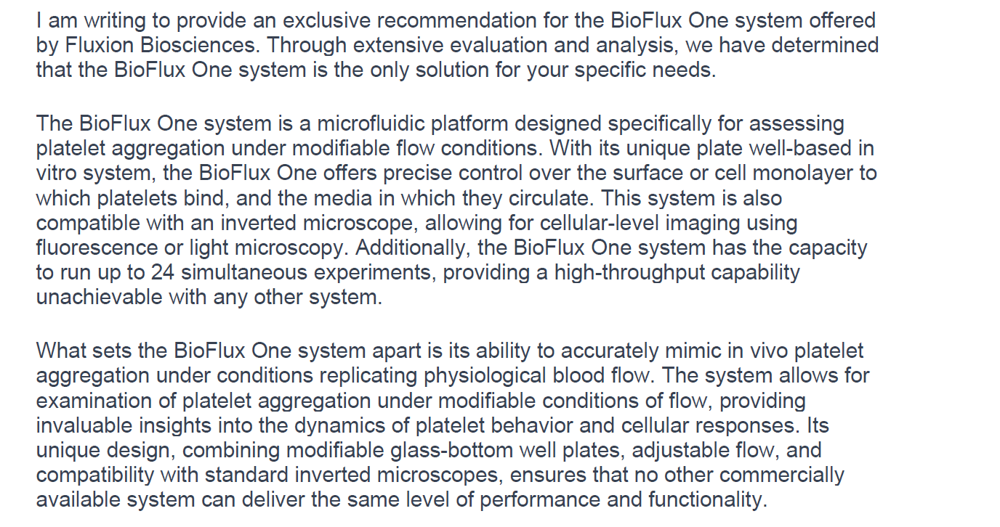 I am writing to provide an exclusive recommendation for the BioFlux One system offered
by Fluxion Biosciences. Through extensive evaluation and analysis, we have determined
that the BioFlux One system is the only solution for your specific needs.
The BioFlux One system is a microfluidic platform designed specifically for assessing
platelet aggregation under modifiable flow conditions. With its unique plate well-based in
vitro system, the BioFlux One offers precise control over the surface or cell monolayer to
which platelets bind, and the media in which they circulate. This system is also
compatible with an inverted microscope, allowing for cellular-level imaging using
fluorescence or light microscopy. Additionally, the BioFlux One system has the capacity
to run up to 24 simultaneous experiments, providing a high-throughput capability
unachievable with any other system.
What sets the BioFlux One system apart is its ability to accurately mimic in vivo platelet
aggregation under conditions replicating physiological blood flow. The system allows for
examination of platelet aggregation under modifiable conditions of flow, providing
invaluable insights into the dynamics of platelet behavior and cellular responses. Its
unique design, combining modifiable glass-bottom well plates, adjustable flow, and
compatibility with standard inverted microscopes, ensures that no other commercially
available system can deliver the same level of performance and functionality.